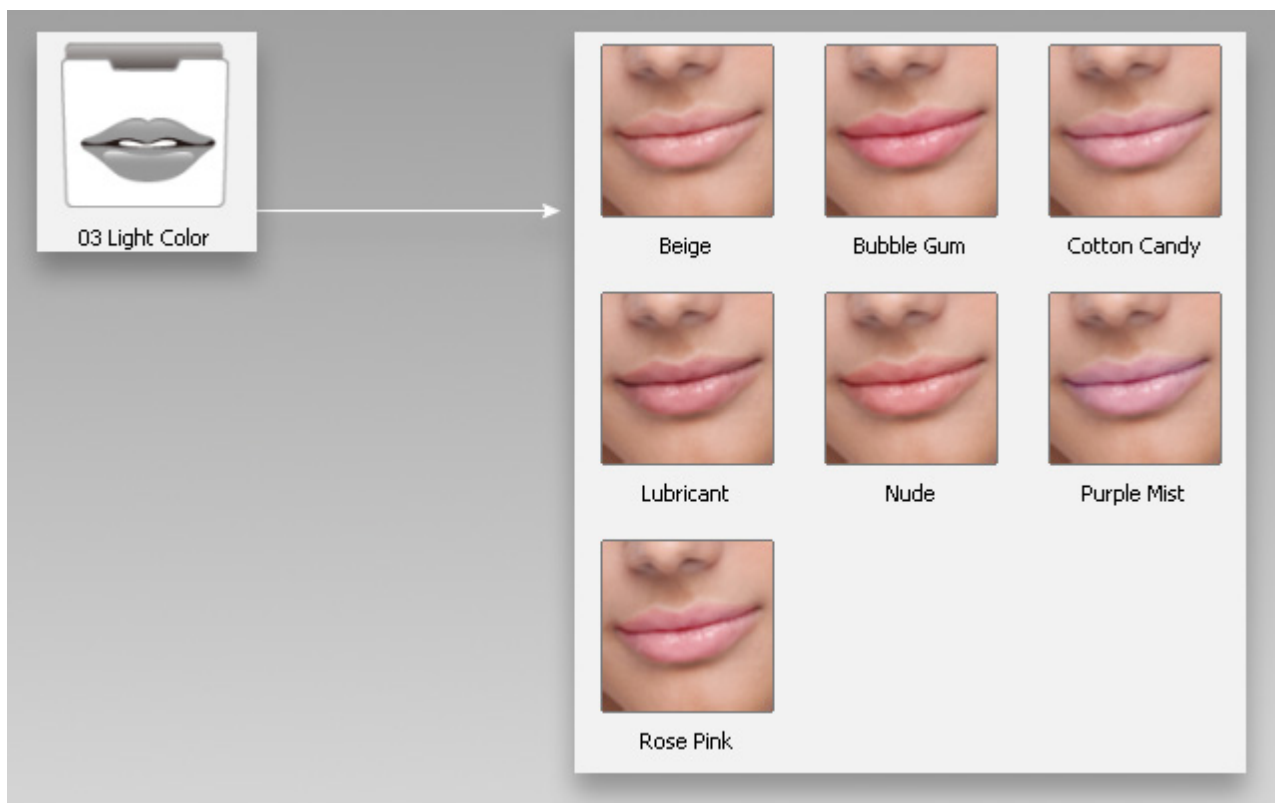 03 Light Color
Beige
Bubble Gum
Cotton Candy
Lubricant
Nude
Purple Mist
Rose Pink